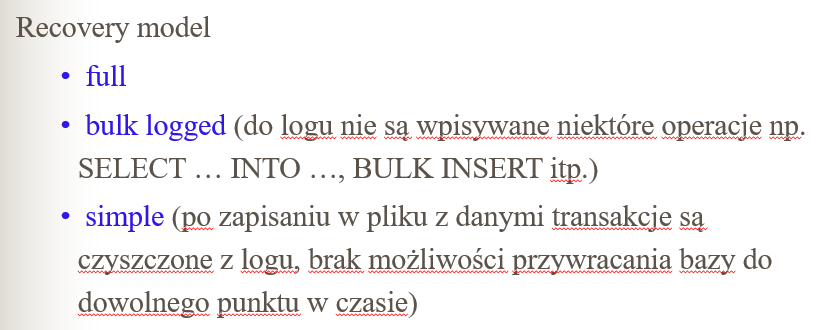 Recovery model
• full
• bulk logged (do logu nie są wpisywane niektóre operacje np.
SELECT … INTO …, BULK INSERT itp.)
• simple (po zapisaniu w pliku z danymi transakcje są
czyszczone z logu, brak możliwości przywracania bazy do
dowolnego punktu w czasie)